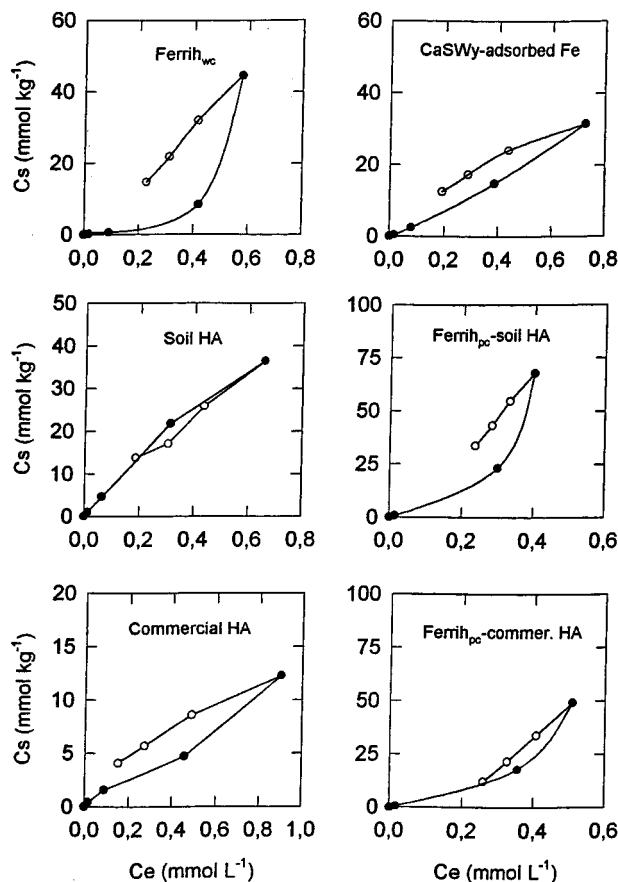 60
40
20
0
Cs (mmol kg⁻¹)
Ferrih_wc
0,0 0,2 0,4 0,6 0,8
60
40
20
0
CaSWy-adsorbed Fe
0,0 0,2 0,4 0,6 0,8
50
40
30
20
10
0
Cs (mmol kg⁻¹)
Soil HA
0,0 0,2 0,4 0,6 0,8
100
75
50
25
0
Ferrih_pc-soil HA
0,0 0,2 0,4 0,6
20
15
10
5
0
Cs (mmol kg⁻¹)
Commercial HA
0,0 0,2 0,4 0,6 0,8 1,0
Ce (mmol L⁻¹)
100
75
50
25
0
Ferrih_pc-commer. HA
0,0 0,2 0,4 0,6
Ce (mmol L⁻¹)